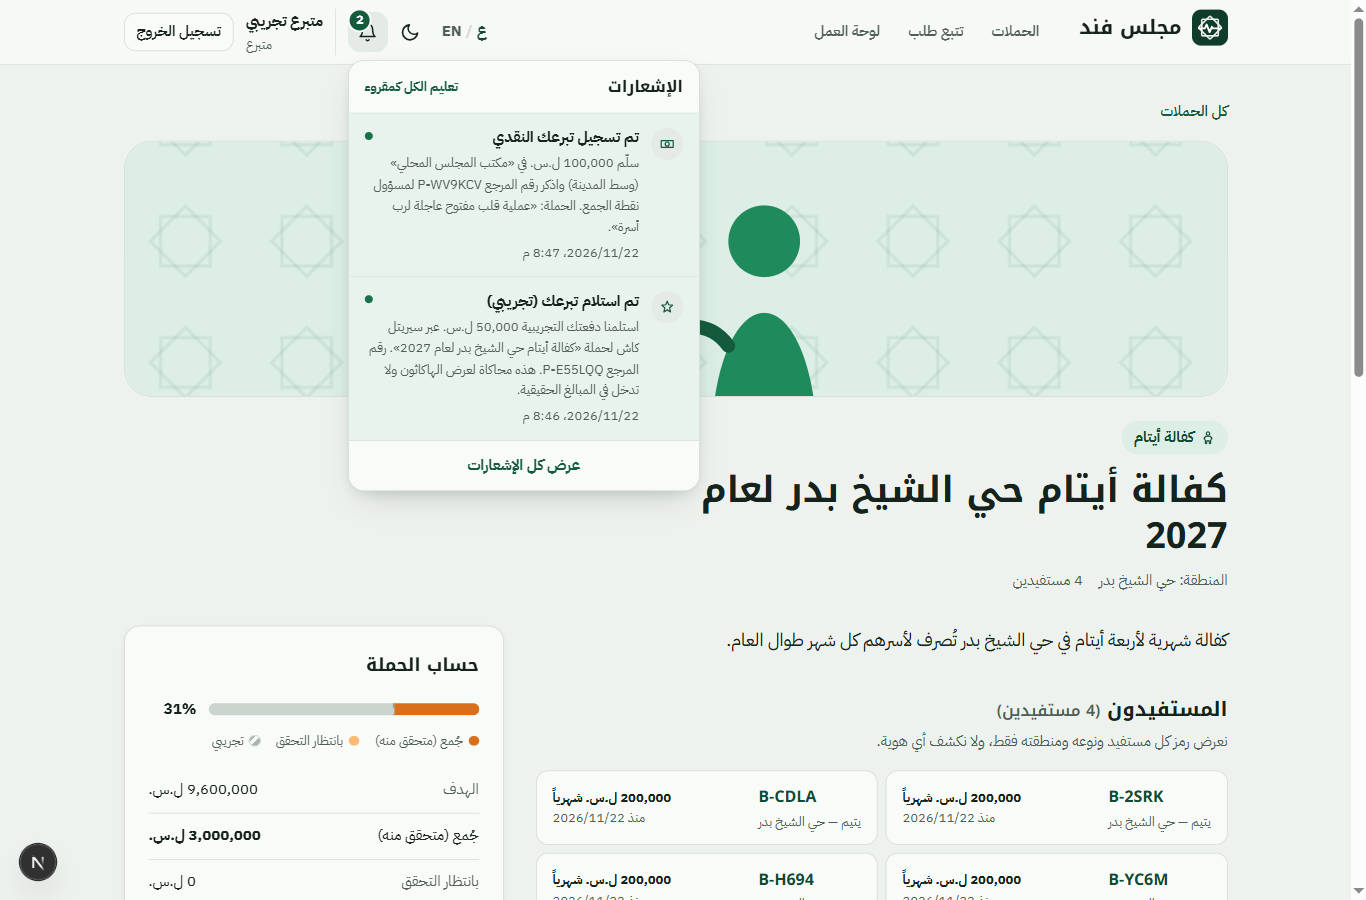 مجلس فند
الحملات
تتبع طلب
لوحة العمل
ع / EN
2
متبرع تجريبي
متبرع
تسجيل الخروج
كل الحملات
الإشعارات
تعليم الكل كمقروء
تم تسجيل تبرعك النقدي
سلّم 100,000 ل.س. في «مكتب المجلس المحلي»
(وسط المدينة) واذكر رقم المرجع P-WV9KCV لمسؤول
نقطة الجمع. الحملة: «عملية قلب مفتوح عاجلة لرب
أسرة».
2026/11/22، 8:47 م
تم استلام تبرعك (تجريبي)
استلمنا دفعتك التجريبية 50,000 ل.س. عبر سيريتل
كاش لحملة «كفالة أيتام حي الشيخ بدر لعام 2027». رقم
المرجع P-E55LQQ. هذه محاكاة لعرض الهاكاثون ولا
تدخل في المبالغ الحقيقية.
2026/11/22، 8:46 م
عرض كل الإشعارات
كفالة أيتام
كفالة أيتام حي الشيخ بدر لعام
2027
المنطقة: حي الشيخ بدر
4 مستفيدين
كفالة شهرية لأربعة أيتام في حي الشيخ بدر تُصرف لأسرهم كل شهر طوال العام.
المستفيدون (4 مستفيدين)
نعرض رمز كل مستفيد ونوعه ومنطقته فقط، ولا نكشف أي هوية.
B-2SRK
يتيم — حي الشيخ بدر
200,000 ل.س. شهرياً
منذ 2026/11/22
B-CDLA
يتيم — حي الشيخ بدر
200,000 ل.س. شهرياً
منذ 2026/11/22
B-YC6M
200,000 ل.س. شهرياً
B-H694
200,000 ل.س. شهرياً
حساب الحملة
31%
جُمع (متحقق منه)
بانتظار التحقق
تجريبي
الهدف
9,600,000 ل.س.
جُمع (متحقق منه)
3,000,000 ل.س.
بانتظار التحقق
0 ل.س.
N